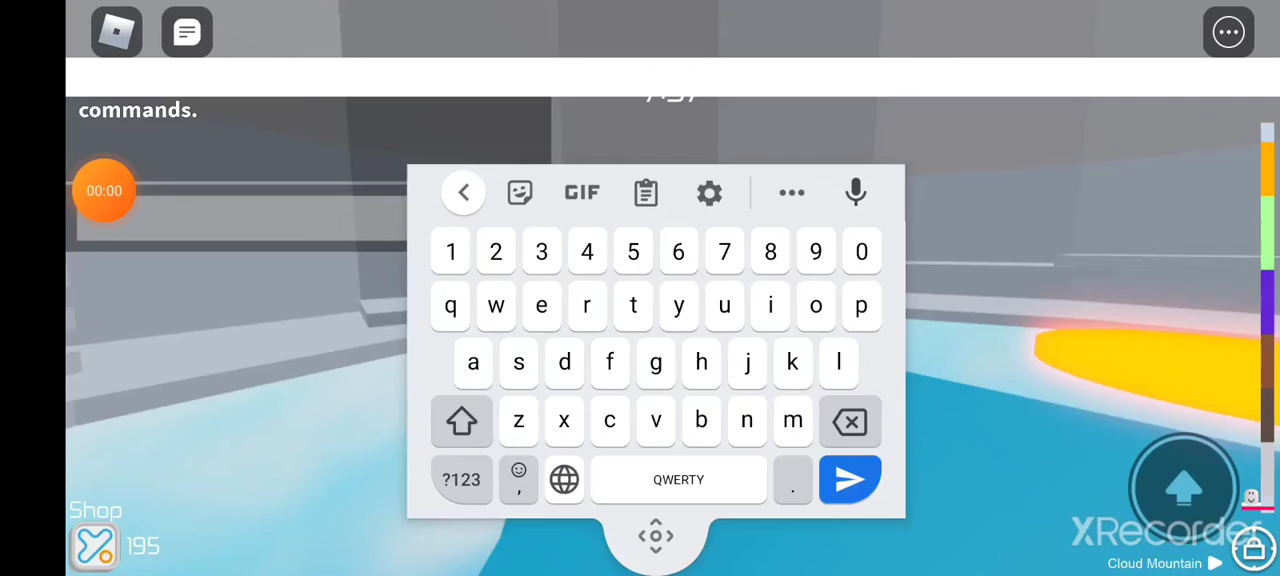 commands.
00:00
GIF
1 2 3 4 5 6 7 8 9 0
q w e r t y u i o p
a s d f g h j k l
z x c v b n m
?123 , QWERTY .
Shop
195
XRecorder
Cloud Mountain